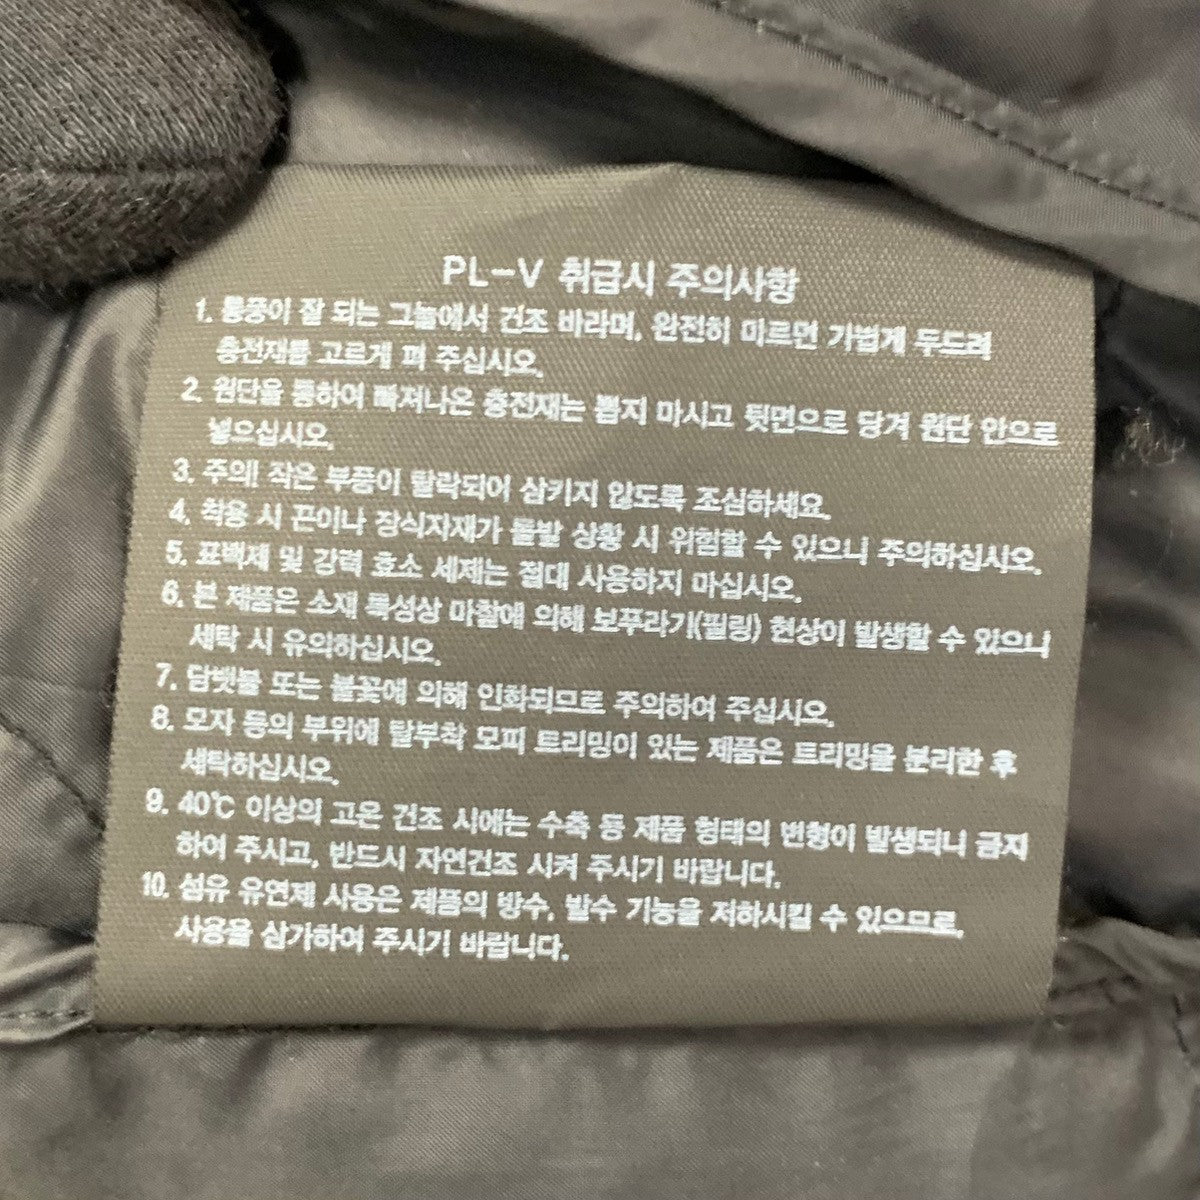 PL-V 취급시 주의사항
1. 통풍이 잘 되는 그늘에서 건조 바라며, 완전히 마르면 가볍게 두드려
충전재를 고르게 펴 주십시오.
2. 원단을 통하여 빠져나온 충전재는 뽑지 마시고 뒷면으로 당겨 원단 안으로
넣으십시오.
3. 주의! 작은 부품이 탈락되어 삼키지 않도록 조심하세요.
4. 착용 시 끈이나 장식자재가 돌발 상황 시 위험할 수 있으니 주의하십시오.
5. 표백제 및 강력 효소 세제는 절대 사용하지 마십시오.
6. 본 제품은 소재 특성상 마찰에 의해 보푸라기(필링) 현상이 발생할 수 있으니
세탁 시 유의하십시오.
7. 담뱃불 또는 불꽃에 의해 인화되므로 주의하여 주십시오.
8. 모자 등의 부위에 탈부착 모피 트리밍이 있는 제품은 트리밍을 분리한 후
세탁하십시오.
9. 40℃ 이상의 고온 건조 시에는 수축 등 제품 형태의 변형이 발생되니 금지
하여 주시고, 반드시 자연건조 시켜 주시기 바랍니다.
10. 섬유 유연제 사용은 제품의 방수, 발수 기능을 저하시킬 수 있으므로,
사용을 삼가하여 주시기 바랍니다.